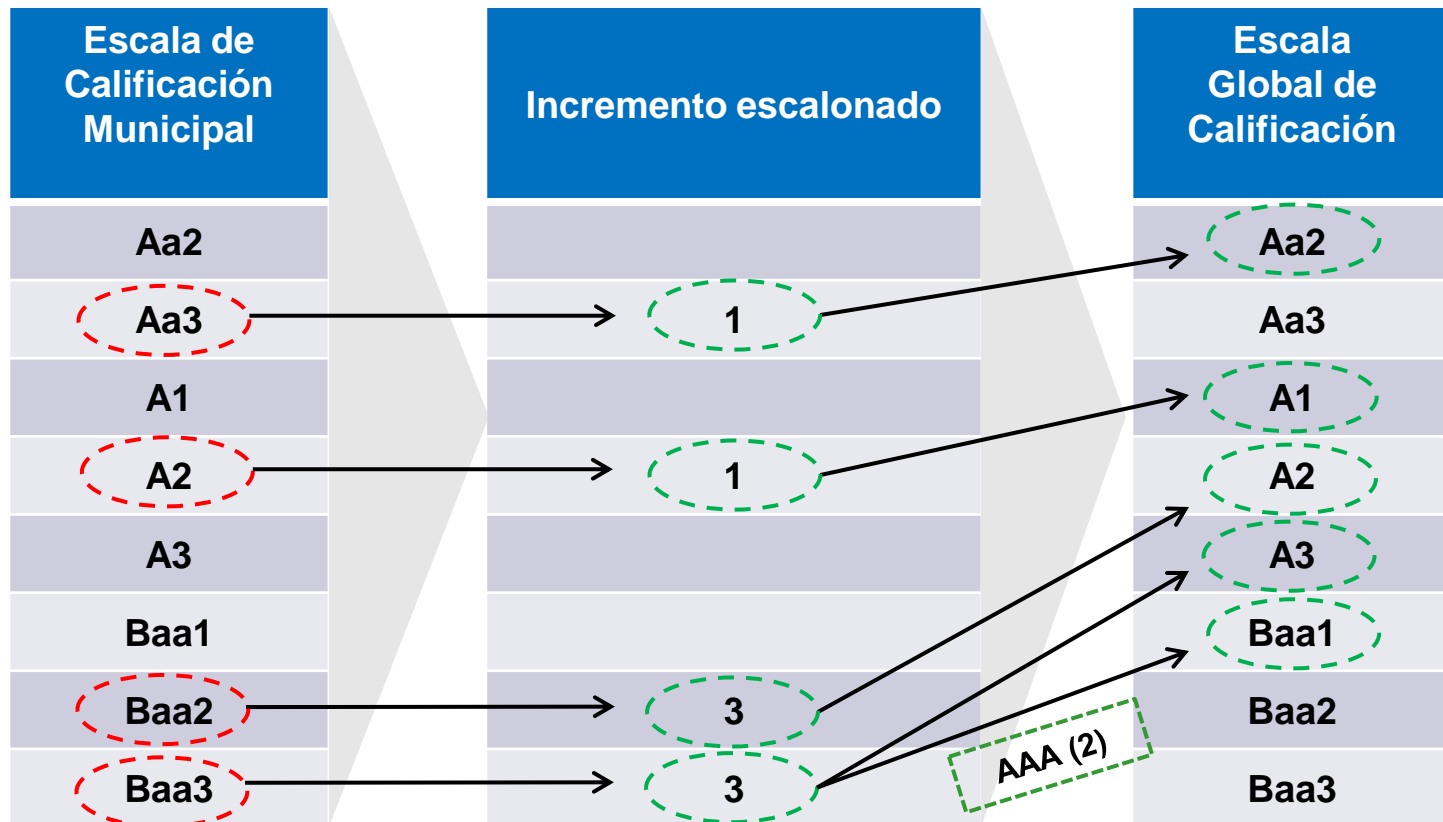 Escala de
Calificación
Municipal
Incremento escalonado
Escala
Global de
Calificación
Aa2
Aa2
Aa3
1
Aa3
A1
A1
A2
1
A2
A3
A3
Baa1
Baa1
Baa2
3
Baa2
AAA (2)
Baa3
3
Baa3